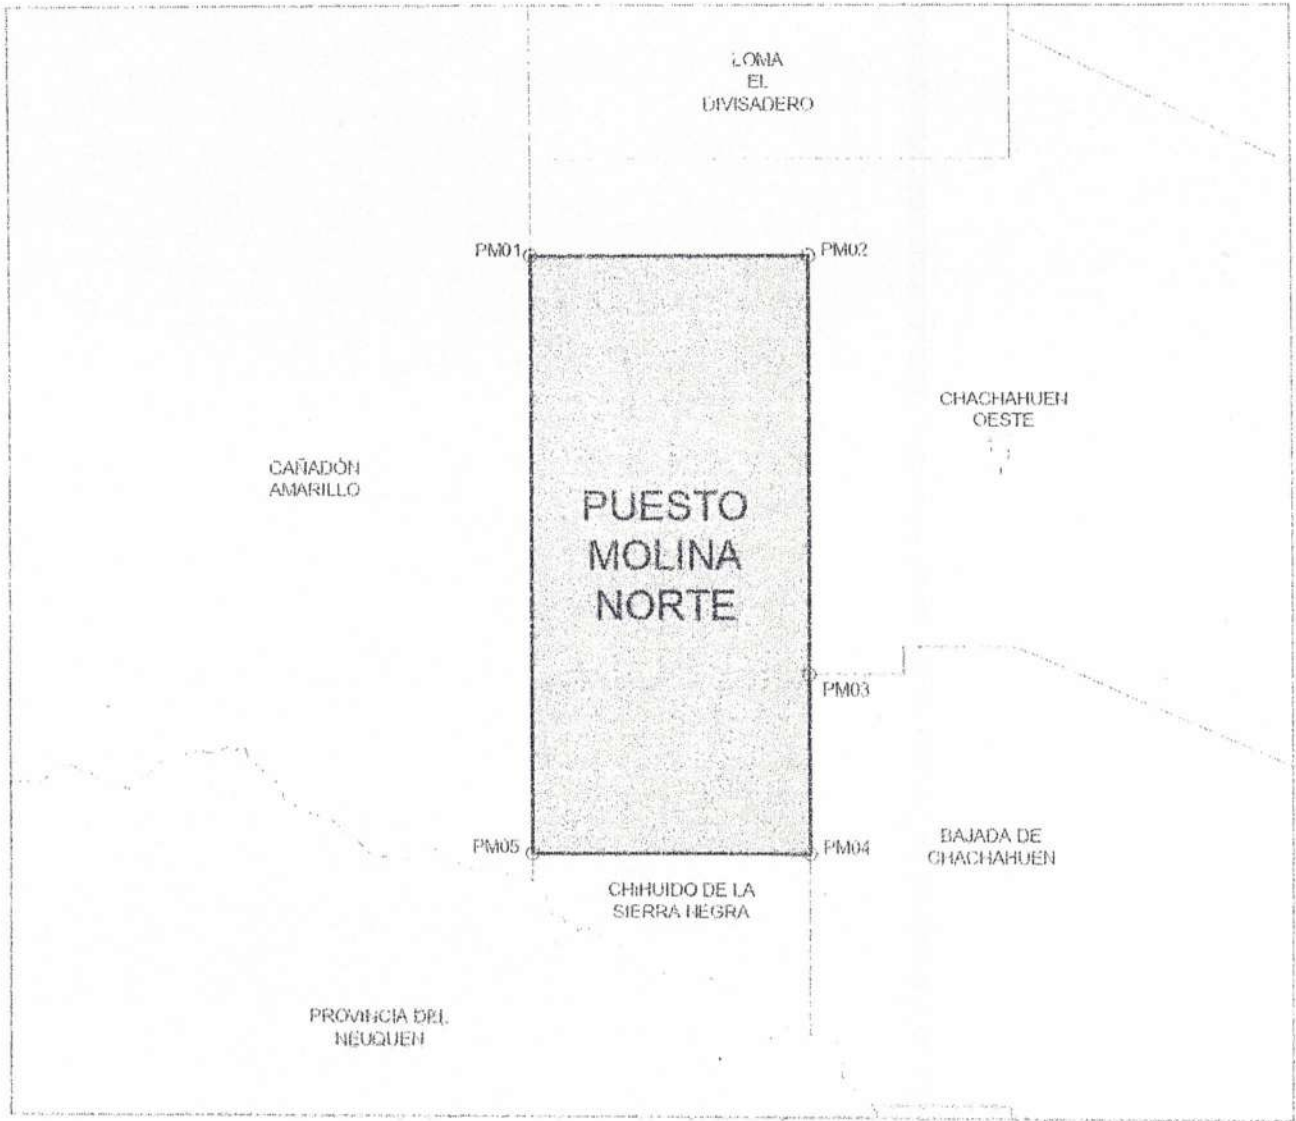 LOMA
EL
DIVISADERO
PM01
PM02
CHACHAHUEN
OESTE
CAÑADÓN
AMARILLO
PUESTO
MOLINA
NORTE
PM03
PM05
PM04
BAJADA DE
CHACHAHUEN
CHIHUIDO DE LA
SIERRA NEGRA
PROVINCIA DEL
NEUQUEN